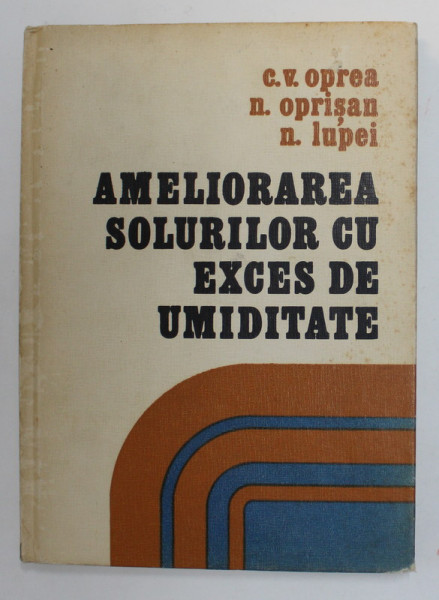 c.v. oprea
n. oprișan
n. lupei
AMELIORAREA
SOLURILOR CU
EXCES DE
UMIDITATE